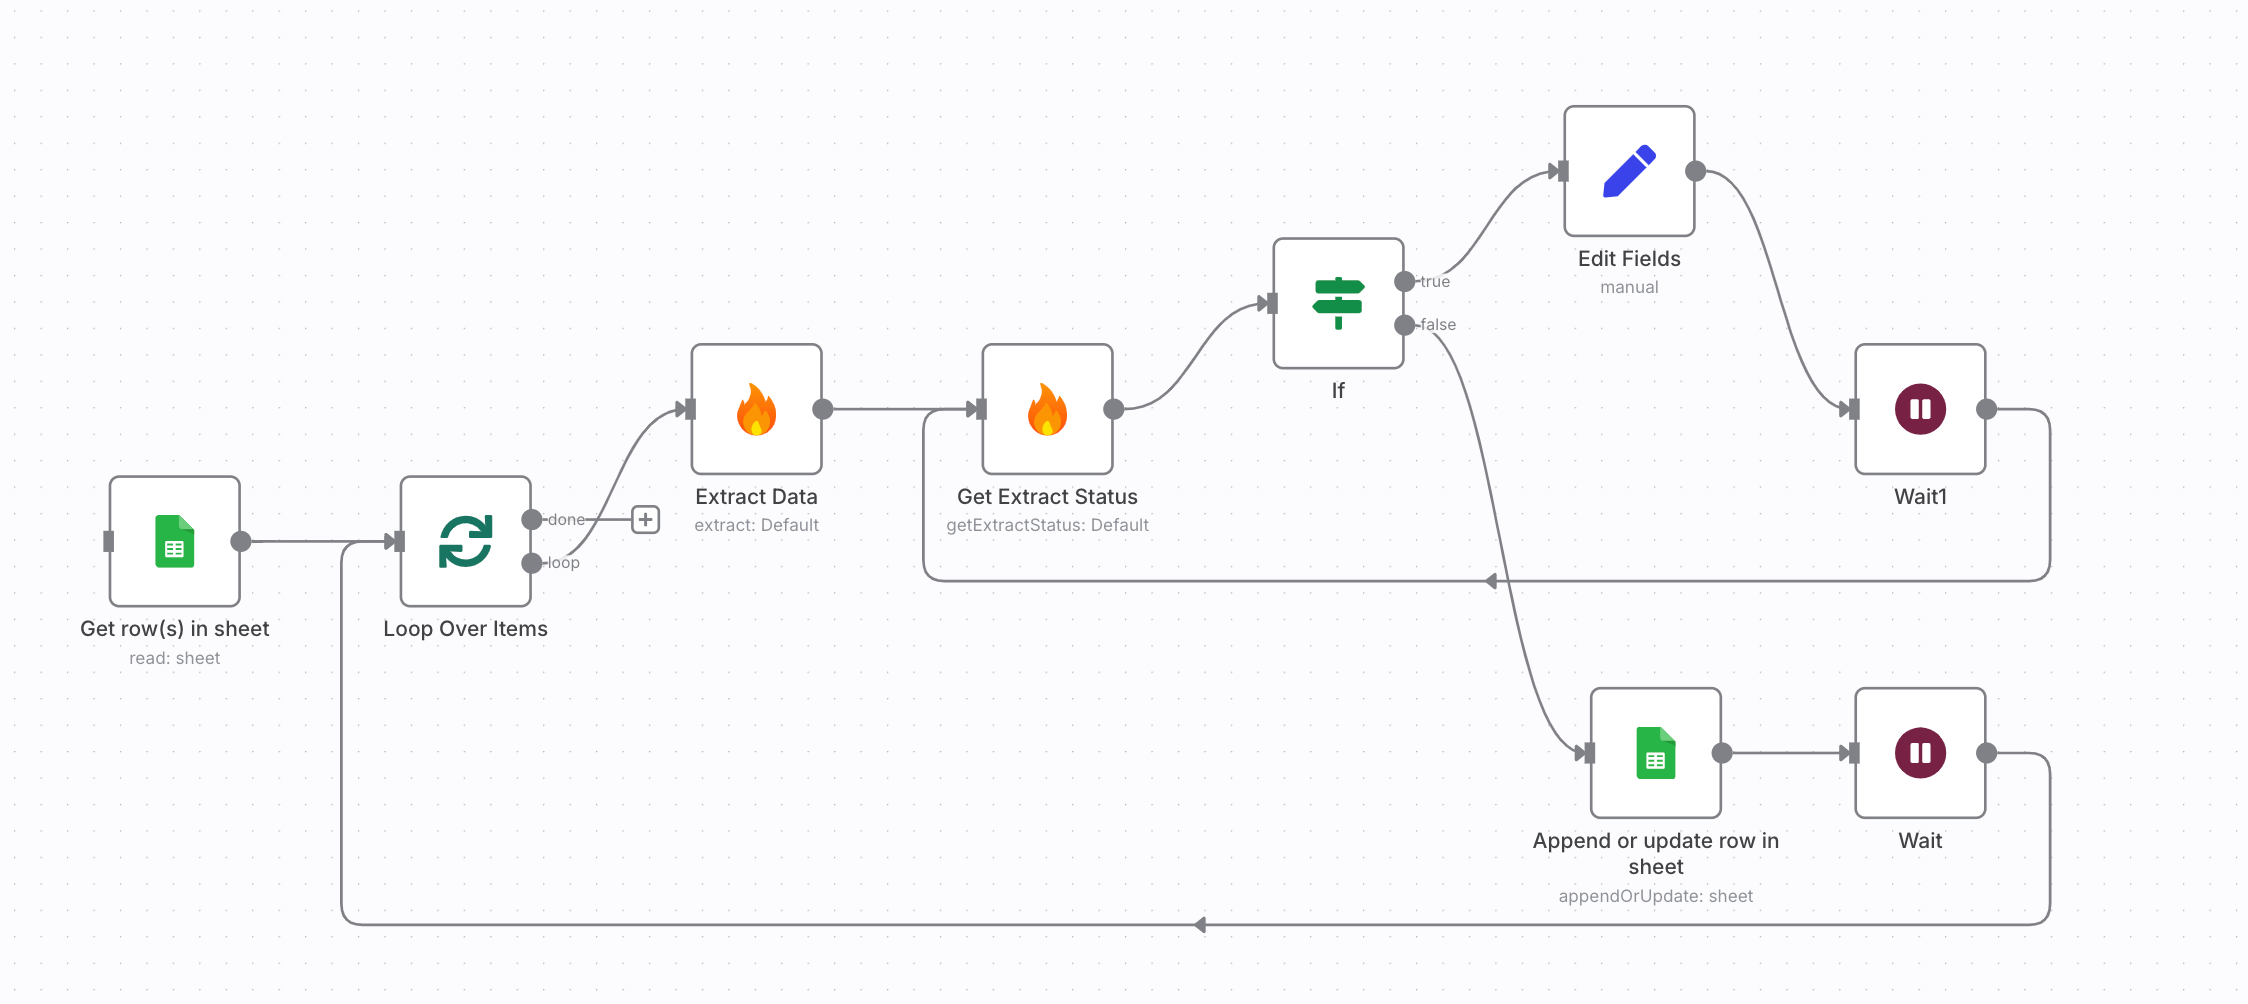 Get row(s) in sheet
read: sheet
done
loop
Loop Over Items
Extract Data
extract: Default
Get Extract Status
getExtractStatus: Default
true
false
If
Edit Fields
manual
Wait1
Append or update row in
sheet
appendOrUpdate: sheet
Wait